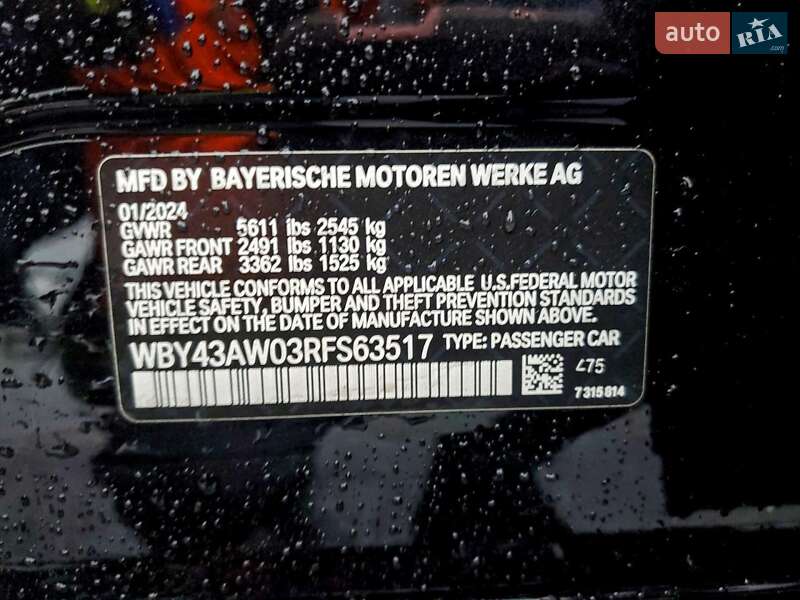 auto RIA
.com
MFD BY BAYERISCHE MOTOREN WERKE AG
01/2024
GVWR 5611 lbs 2545 kg
GAWR FRONT 2491 lbs 1130 kg
GAWR REAR 3362 lbs 1525 kg
THIS VEHICLE CONFORMS TO ALL APPLICABLE U.S.FEDERAL MOTOR
VEHICLE SAFETY, BUMPER AND THEFT PREVENTION STANDARDS
IN EFFECT ON THE DATE OF MANUFACTURE SHOWN ABOVE.
WBY43AW03RFS63517 TYPE: PASSENGER CAR
475
7315814